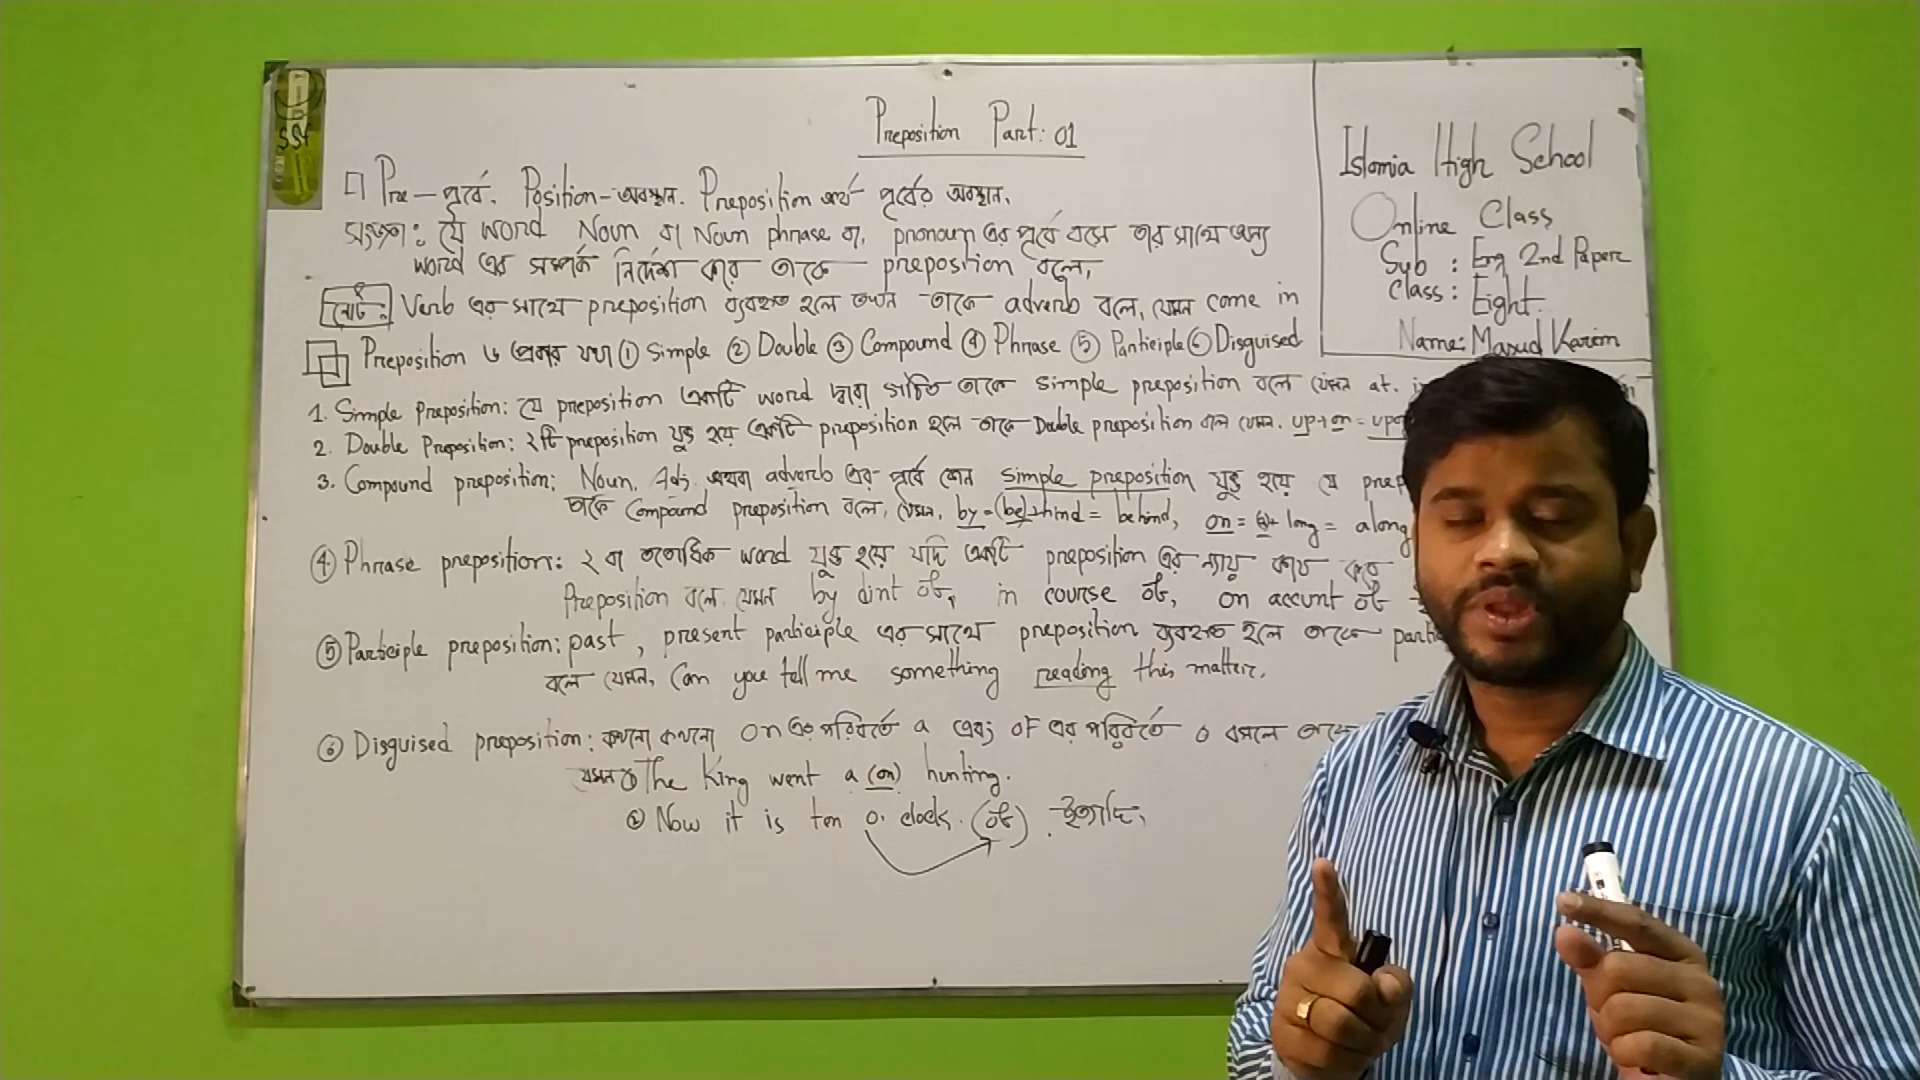 Preposition Part: 01
Islamia High School
Online Class
Sub : Eng 2nd Paper
Class : Eight
Name: Masud Karim
SSF
Pre – পূর্বে. Position – অবস্থান. Preposition অর্থ পূর্বের অবস্থান.
সংজ্ঞা: যে word Noun বা Noun phrase বা, pronoun এর পূর্বে বসে তার সাথে অন্য
word এর সম্পর্ক নির্দেশ করে তাকে preposition বলে,
নোট: Verb এর সাথে preposition ব্যবহৃত হলে তখন তাকে adverb বলে, যেমন come in
Preposition ৬ প্রকার যথা ① Simple ② Double ③ Compound ④ Phrase ⑤ Participle ⑥ Disguised
1. Simple Preposition: যে preposition একটি word দ্বারা গঠিত তাকে simple preposition বলে যেমন at.
2. Double Preposition: ২টি preposition যুক্ত হয়ে একটি preposition হলে তাকে Double preposition বলে যেমন. up+on = upo
3. Compound preposition: Noun, Adj. অথবা adverb এর পূর্বে simple preposition যুক্ত হয়ে যে prep
তাকে Compound preposition বলে, যেমন, by = (be)+hind = behind, on = (a)+ long = along
④ Phrase preposition: ২ বা ততোধিক word যুক্ত হয়ে যদি একটি preposition এর ন্যায় কাজ করে
Preposition বলে যেমন by dint of, in course of, on accunt of
⑤ Participle preposition: past, present participle এর সাথে preposition ব্যবহৃত হলে তাকে parti
বলে যেমন, Can you tell me something reading this matter.
⑥ Disguised preposition: কখনো কখনো on এর পরিবর্তে a এবং of এর পরিবর্তে o বসলে তাকে
যেমন ① The King went a (on) hunting.
② Now it is ten o, clock. (of). ইত্যাদি,